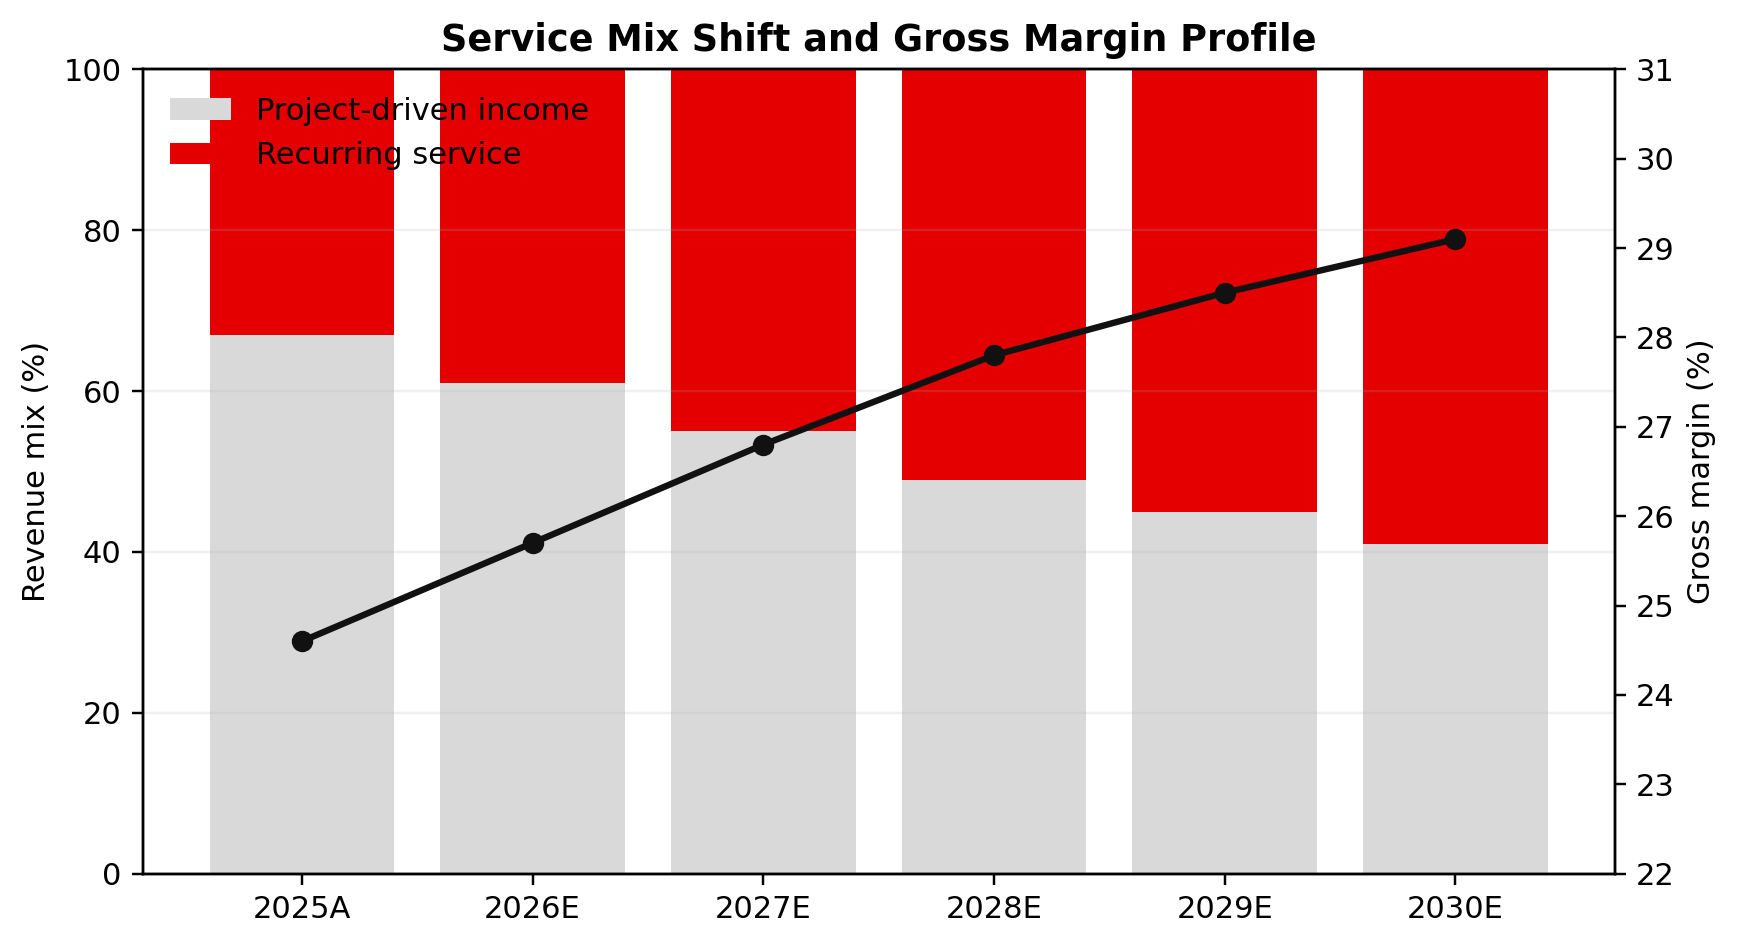 Service Mix Shift and Gross Margin Profile
Project-driven income
Recurring service
Revenue mix (%)
100
80
60
40
20
0
Gross margin (%)
31
30
29
28
27
26
25
24
23
22
2025A 2026E 2027E 2028E 2029E 2030E